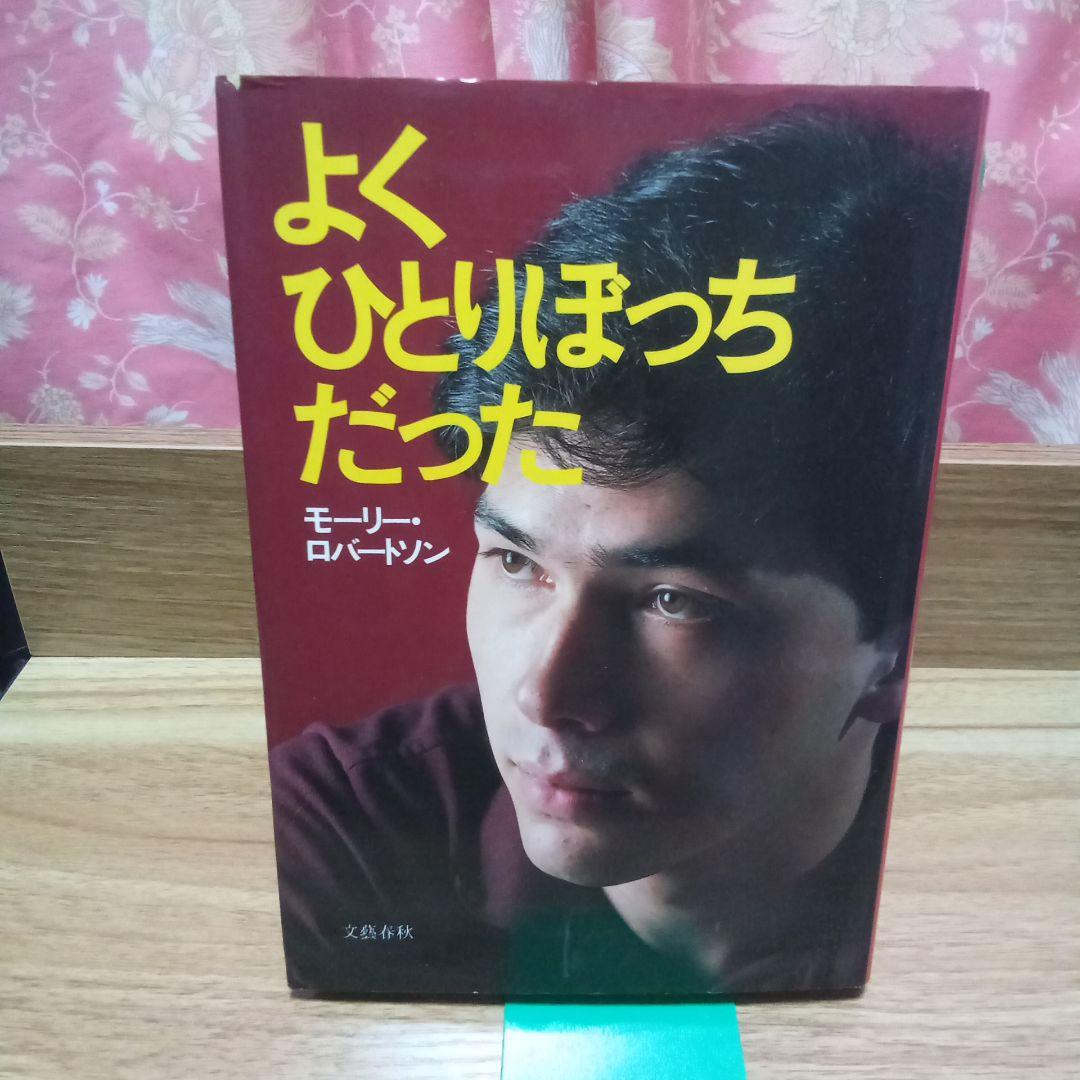 よく
ひとりぼっち
だった
モーリー・
ロバートソン
文藝春秋